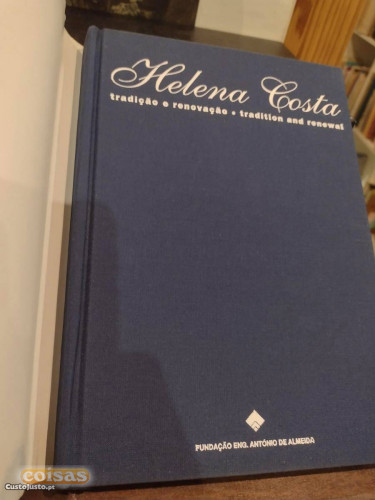 Helena Costa
tradição e renovação • tradition and renewal
FUNDAÇÃO ENG. ANTÓNIO DE ALMEIDA
coisas
CustoJusto.pt